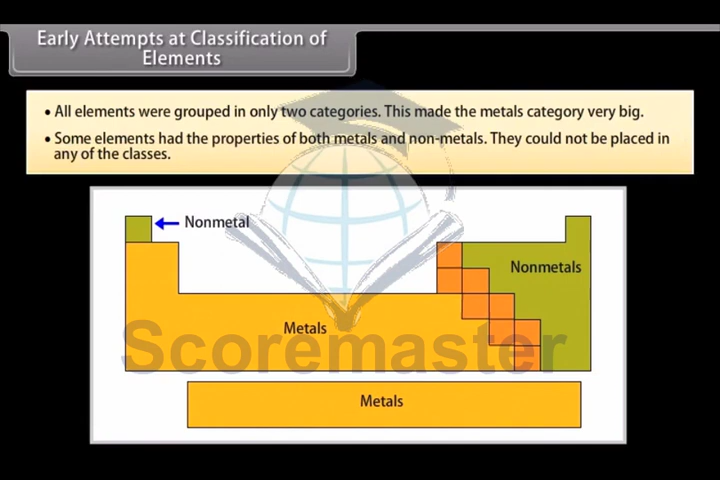 Early Attempts at Classification of
Elements
• All elements were grouped in only two categories. This made the metals category very big.
• Some elements had the properties of both metals and non-metals. They could not be placed in
any of the classes.
Nonmetal
Nonmetals
Metals
Scoremaster
Metals